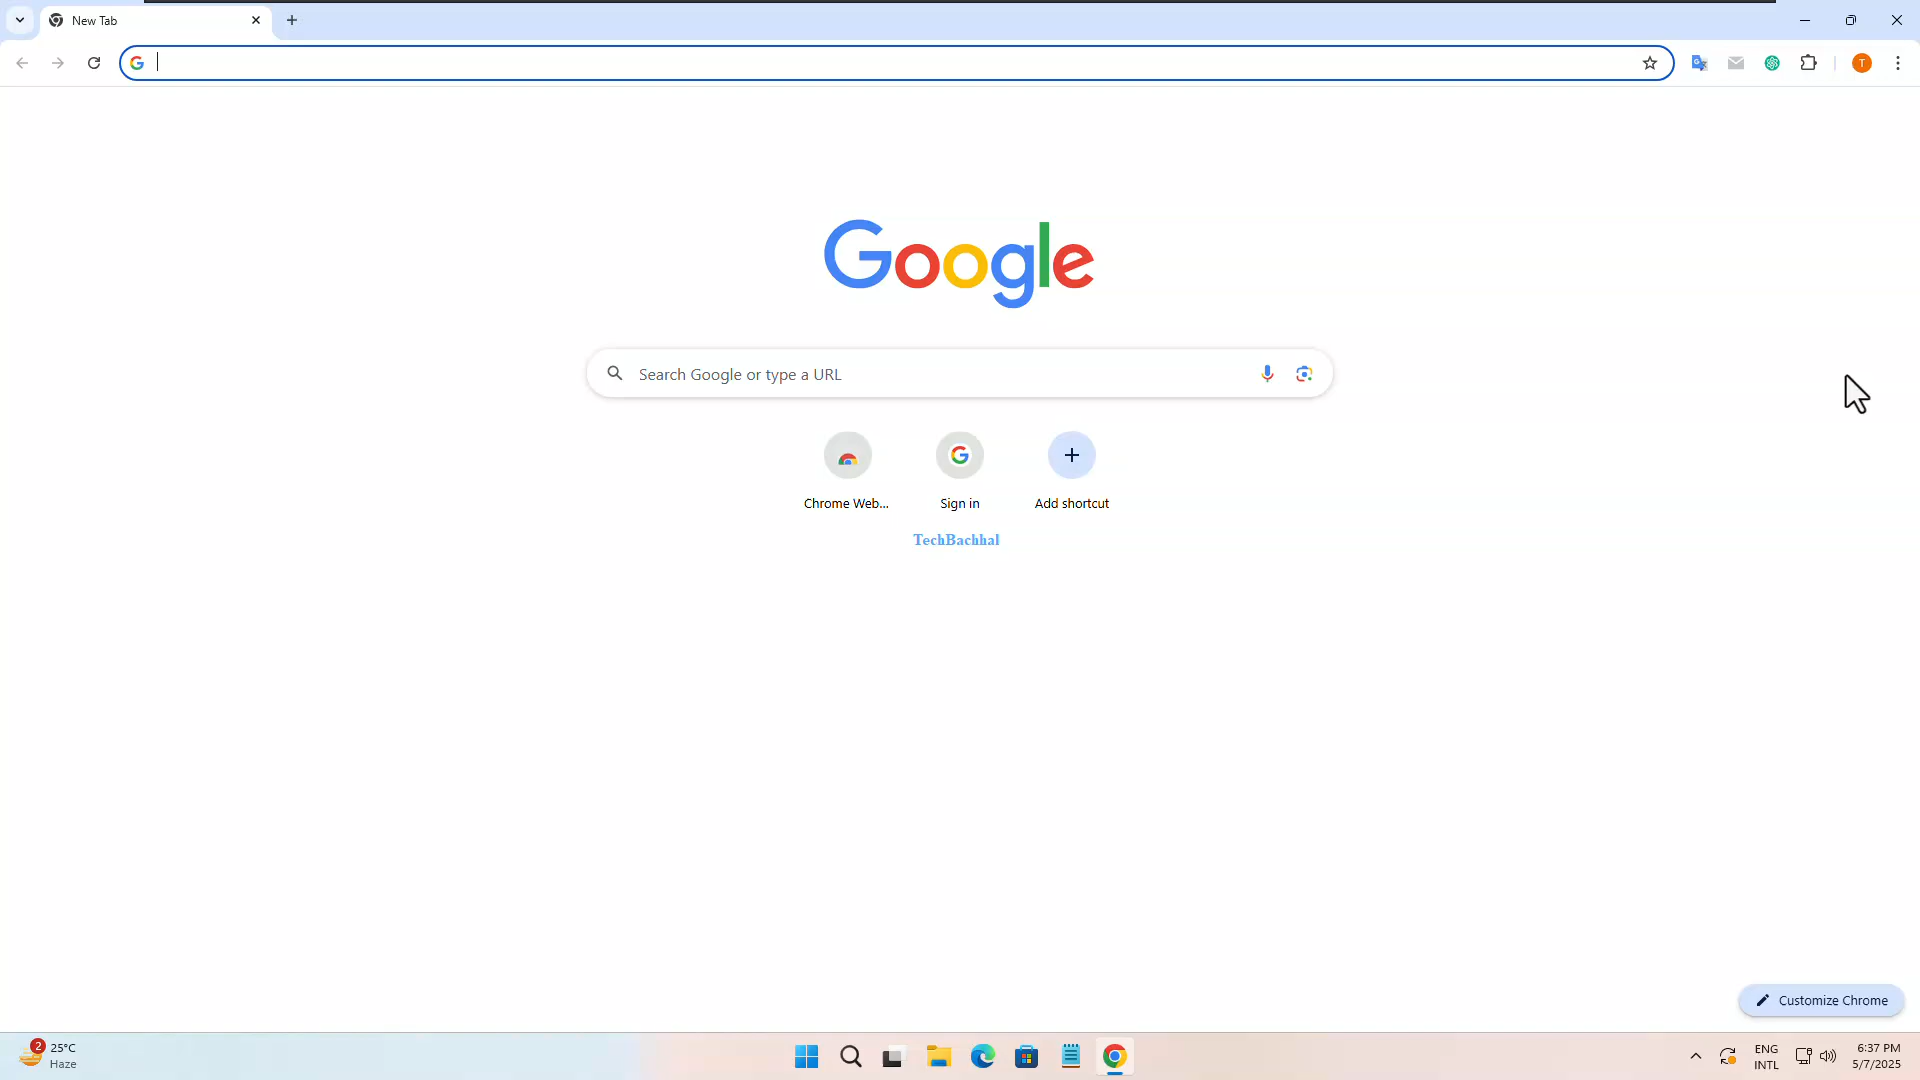 New Tab
Google
Search Google or type a URL
Chrome Web...
Sign in
Add shortcut
TechBachhal
Customize Chrome
2
25°C
Haze
ENG
INTL
6:37 PM
5/7/2025
T